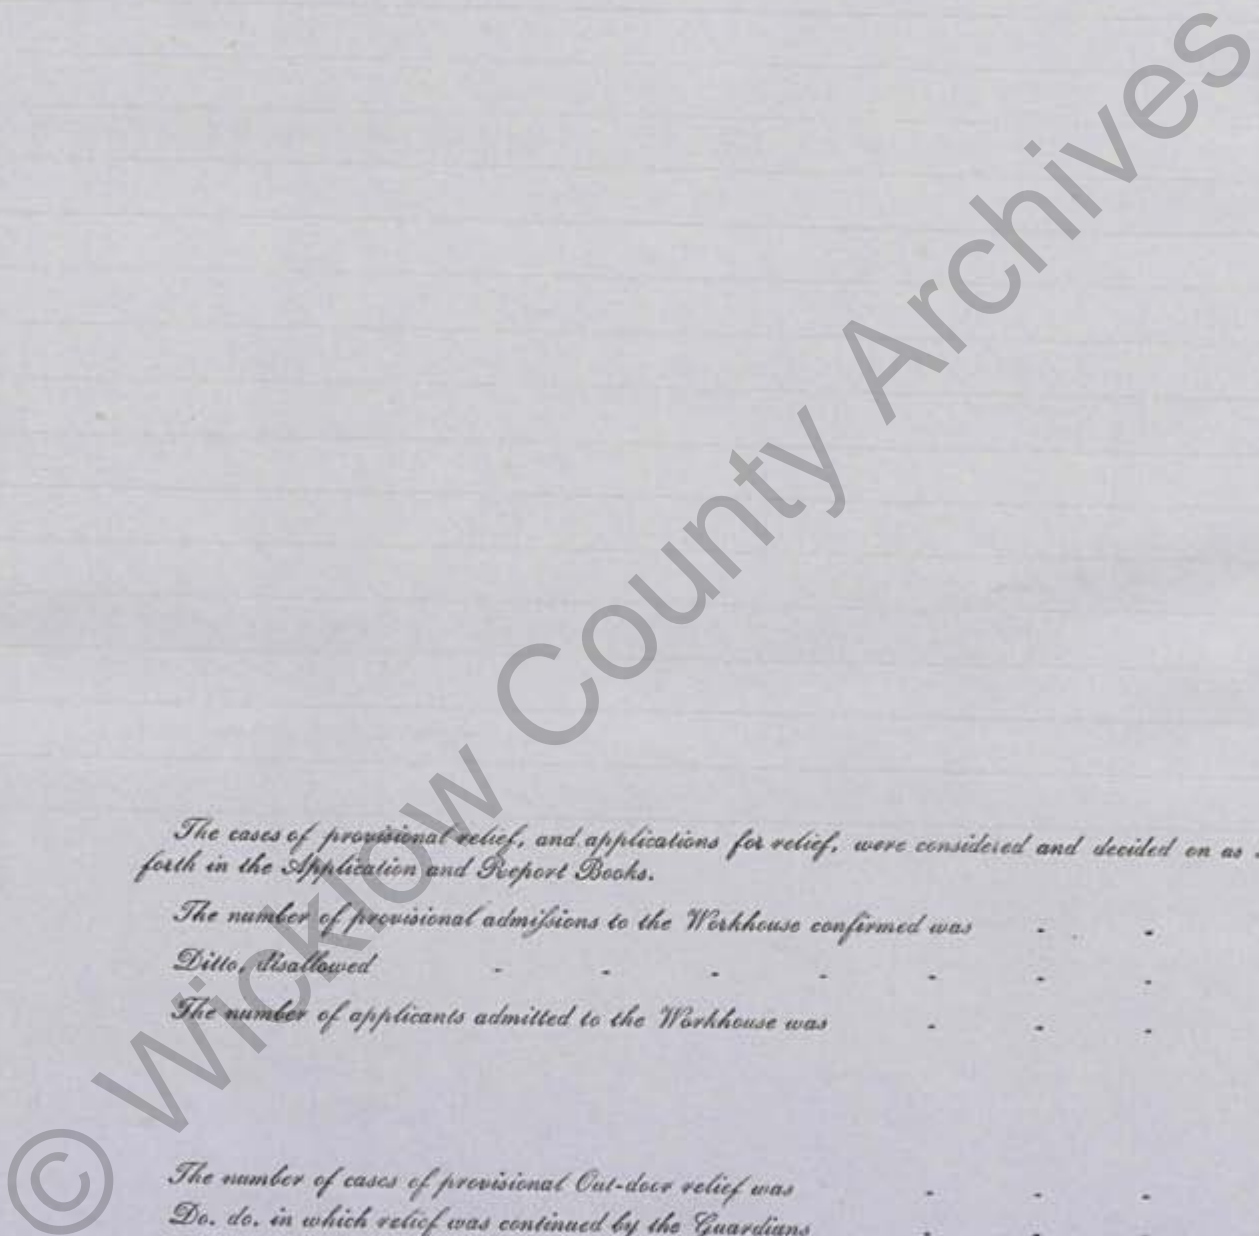 The cases of provisional relief, and applications for relief, were considered and decided on as
forth in the Application and Report Books.
The number of provisional admissions to the Workhouse confirmed was - -
Ditto, disallowed - - - - - - -
The number of applicants admitted to the Workhouse was - - -
The number of cases of provisional Out-door relief was - - -
Do. do. in which relief was continued by the Guardians - - -
© Wicklow County Archives